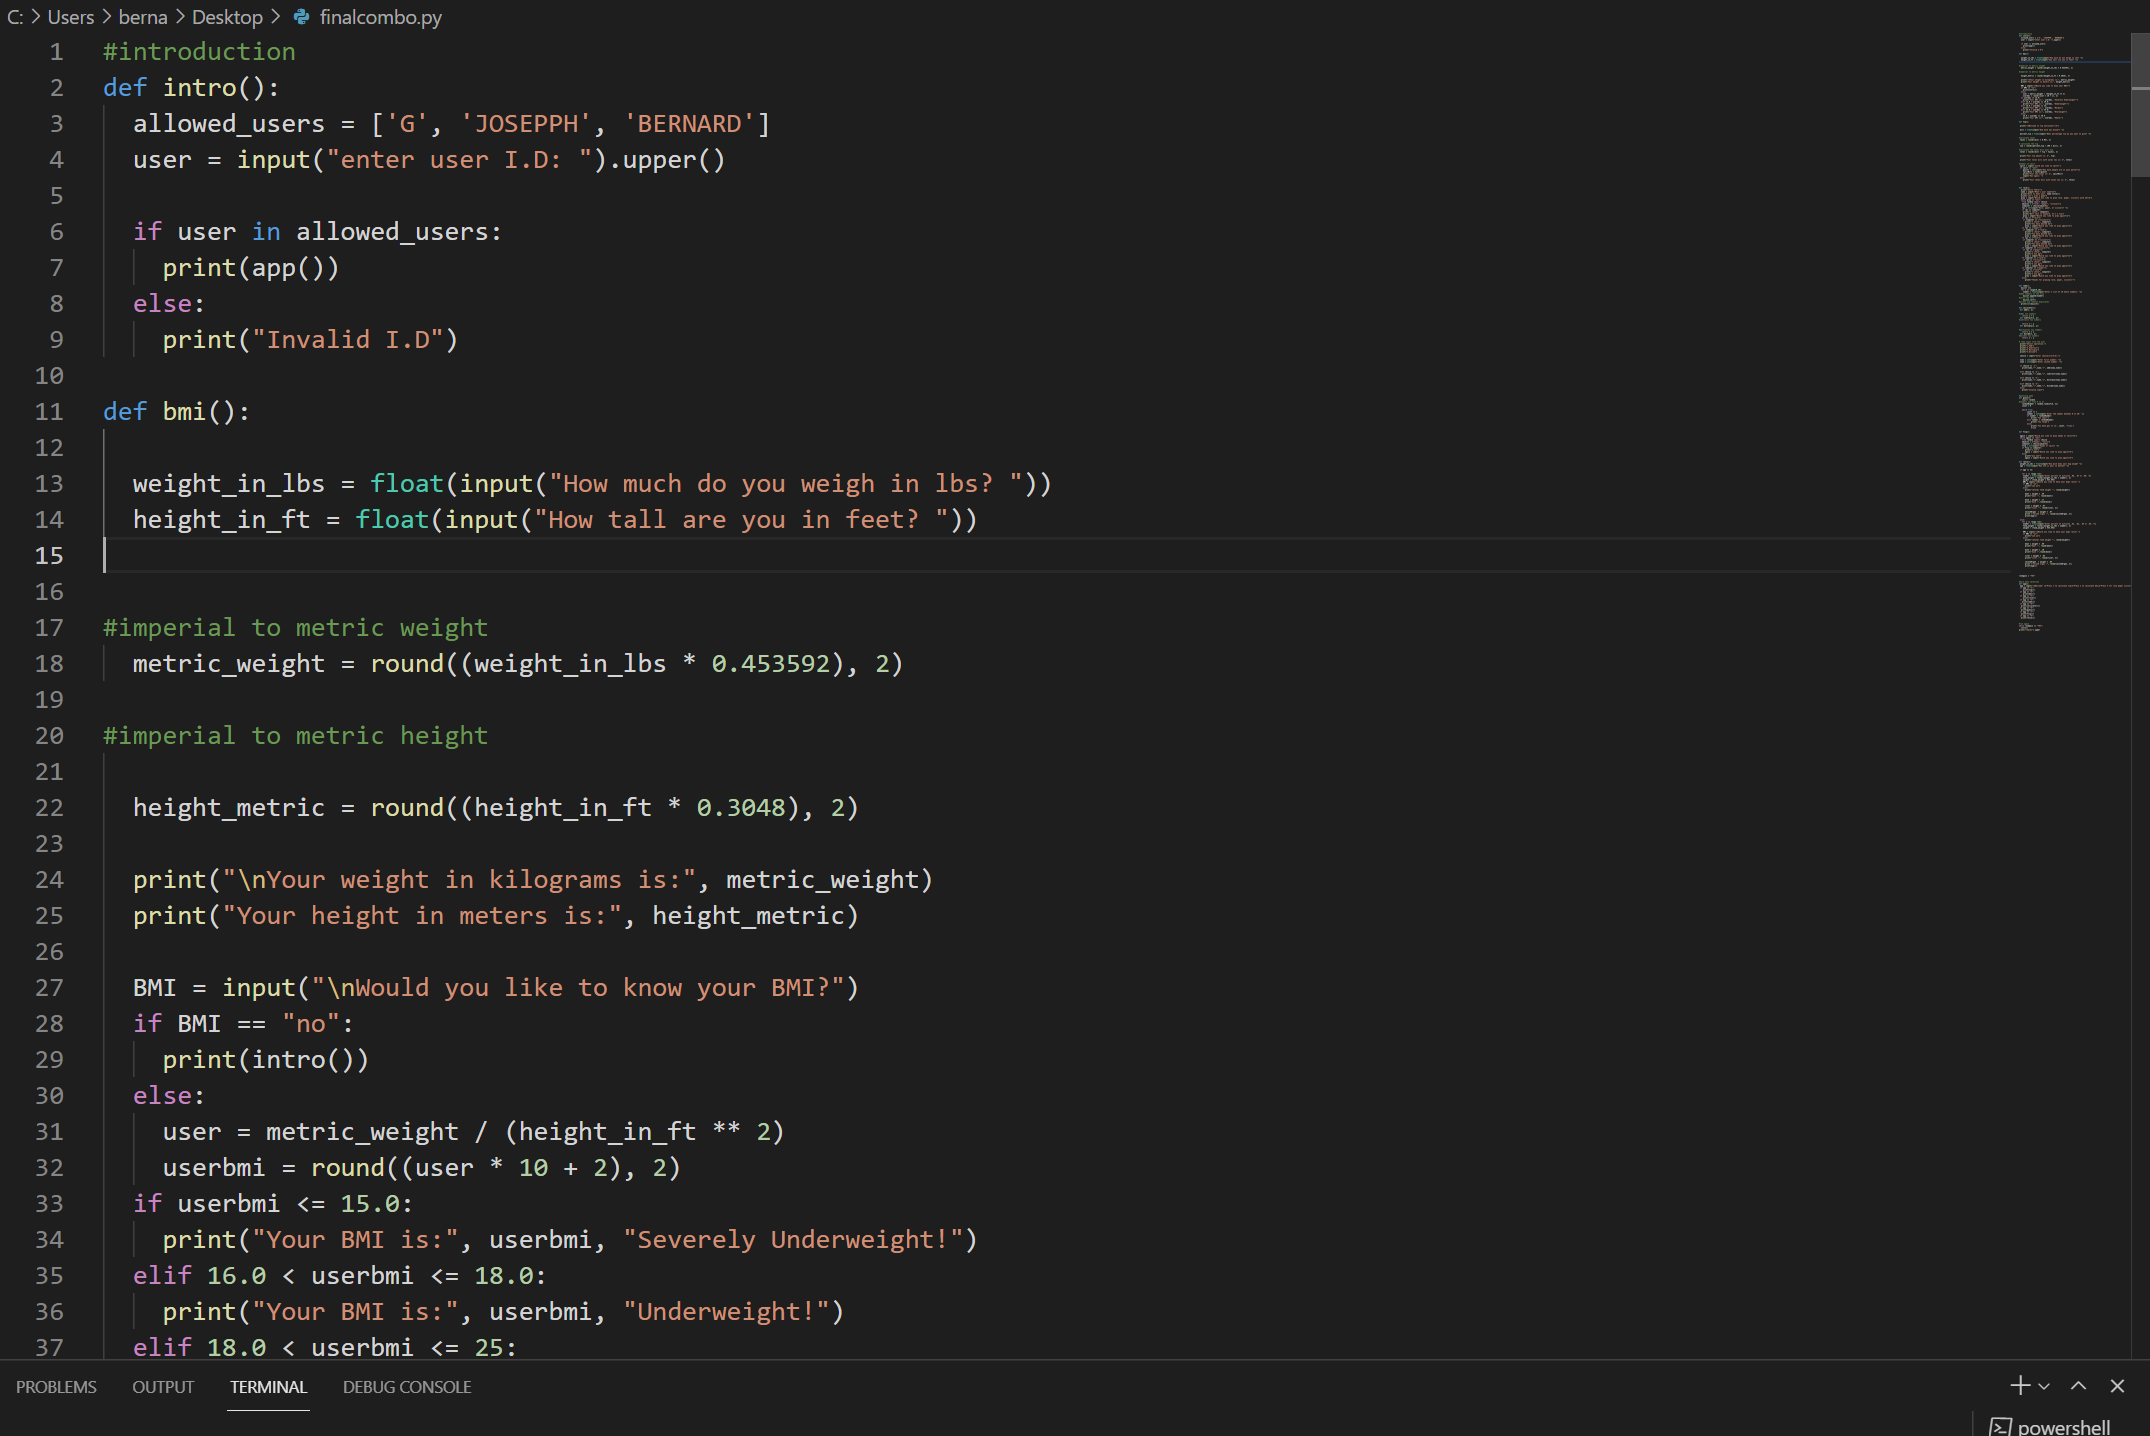 C: > Users > berna > Desktop > finalcombo.py
1 #introduction
2 def intro():
3   allowed_users = ['G', 'JOSEPPH', 'BERNARD']
4   user = input("enter user I.D: ").upper()
5
6   if user in allowed_users:
7     print(app())
8   else:
9     print("Invalid I.D")
10
11 def bmi():
12
13   weight_in_lbs = float(input("How much do you weigh in lbs? "))
14   height_in_ft = float(input("How tall are you in feet? "))
15
16
17 #imperial to metric weight
18   metric_weight = round((weight_in_lbs * 0.453592), 2)
19
20 #imperial to metric height
21
22   height_metric = round((height_in_ft * 0.3048), 2)
23
24   print("\nYour weight in kilograms is:", metric_weight)
25   print("Your height in meters is:", height_metric)
26
27   BMI = input("\nWould you like to know your BMI?")
28   if BMI == "no":
29     print(intro())
30   else:
31     user = metric_weight / (height_in_ft ** 2)
32     userbmi = round((user * 10 + 2), 2)
33   if userbmi <= 15.0:
34     print("Your BMI is:", userbmi, "Severely Underweight!")
35   elif 16.0 < userbmi <= 18.0:
36     print("Your BMI is:", userbmi, "Underweight!")
37   elif 18.0 < userbmi <= 25:
PROBLEMS OUTPUT TERMINAL DEBUG CONSOLE
powershell